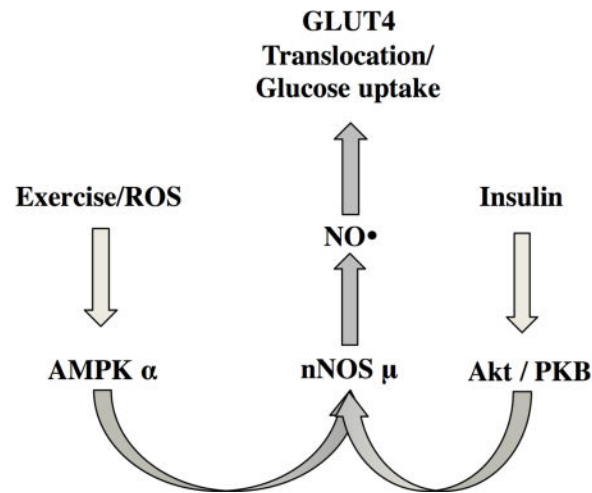 GLUT4
Translocation/
Glucose uptake
Exercise/ROS
Insulin
NO•
AMPK α
nNOS μ
Akt / PKB